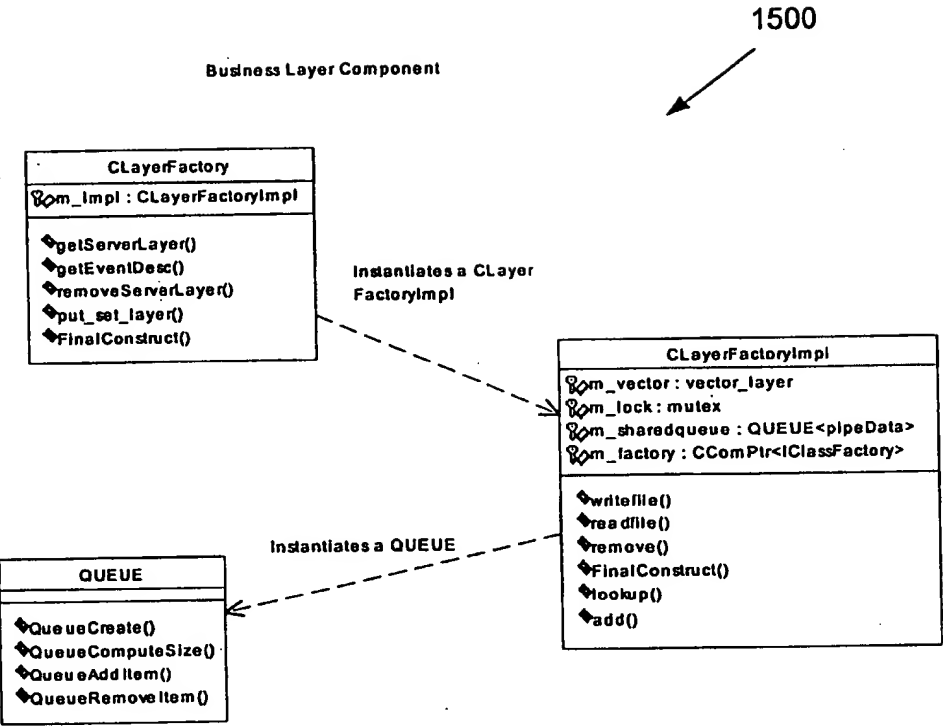 1500
Business Layer Component
CLayerFactory
m_Impl : CLayerFactoryImpl
getServerLayer()
getEventDesc()
removeServerLayer()
put_set_layer()
FinalConstruct()
Instantiates a CLayer
FactoryImpl
CLayerFactoryImpl
m_vector : vector_layer
m_lock : mutex
m_sharedqueue : QUEUE<pipeData>
m_factory : CComPtr<IClassFactory>
writefile()
readfile()
remove()
FinalConstruct()
lookup()
add()
Instantiates a QUEUE
QUEUE
QueueCreate()
QueueComputeSize()
QueueAddItem()
QueueRemoveItem()